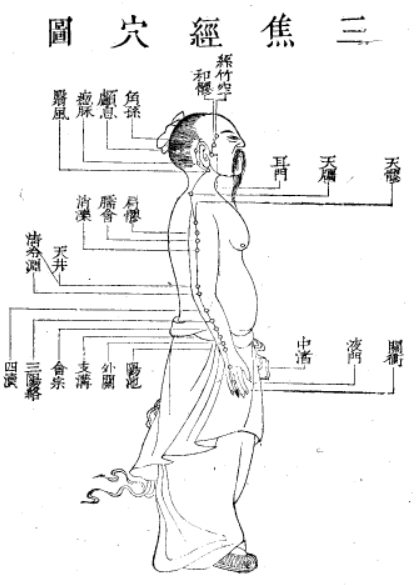 三焦經穴圖
絲竹空
和髎
角孫
顱息
瘈脉
翳風
天髎
天牖
耳門
肩髎
臑會
消濼
天井
清冷淵
關衝
液門
中渚
陽池
外關
支溝
會宗
三陽絡
四瀆